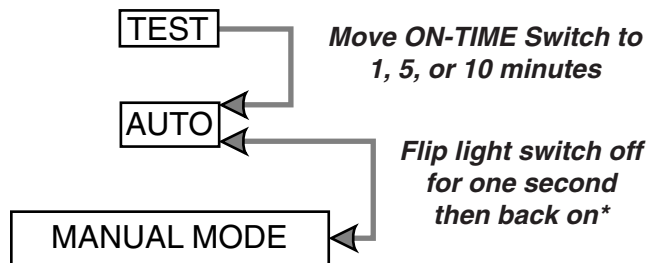 TEST
Move ON-TIME Switch to
1, 5, or 10 minutes
AUTO
Flip light switch off
for one second
then back on*
MANUAL MODE